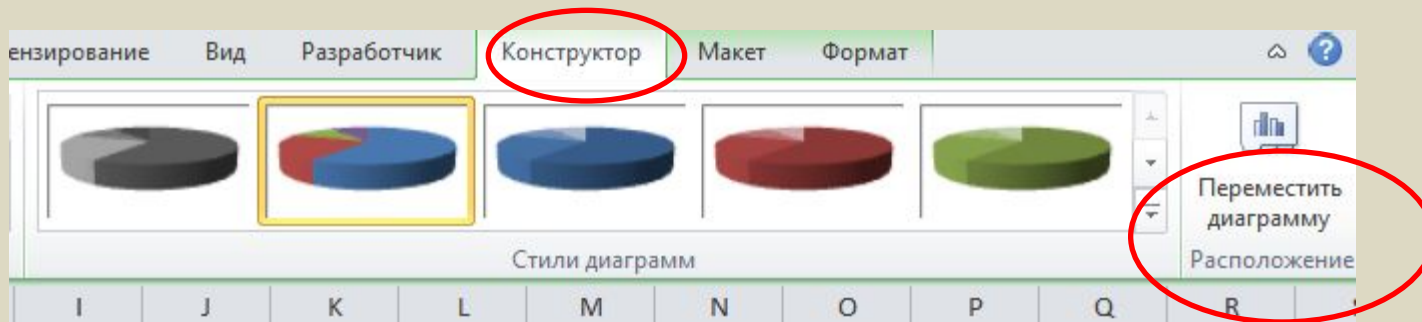 ензирование Вид Разработчик Конструктор Макет Формат
Переместить
диаграмму
Стили диаграмм Расположение
I J K L M N O P Q R